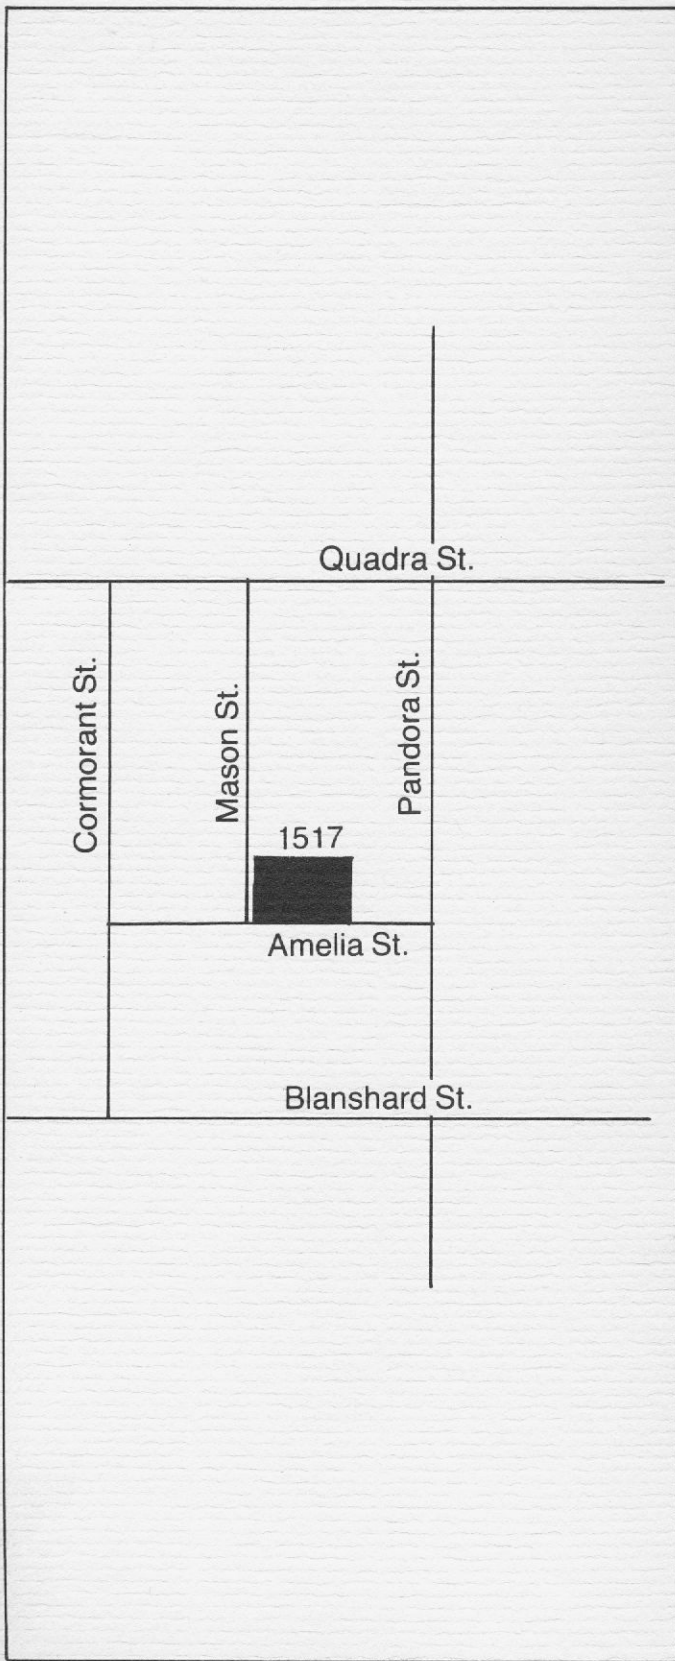 Quadra St.
Cormorant St.
Mason St.
Pandora St.
1517
Amelia St.
Blanshard St.